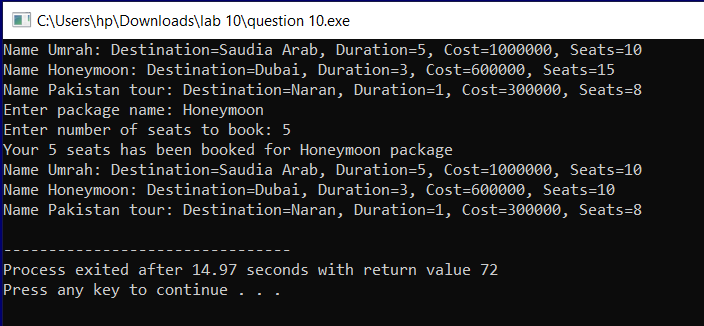 C:\Users\hp\Downloads\lab 10\question 10.exe
Name Umrah: Destination=Saudia Arab, Duration=5, Cost=1000000, Seats=10
Name Honeymoon: Destination=Dubai, Duration=3, Cost=600000, Seats=15
Name Pakistan tour: Destination=Naran, Duration=1, Cost=300000, Seats=8
Enter package name: Honeymoon
Enter number of seats to book: 5
Your 5 seats has been booked for Honeymoon package
Name Umrah: Destination=Saudia Arab, Duration=5, Cost=1000000, Seats=10
Name Honeymoon: Destination=Dubai, Duration=3, Cost=600000, Seats=10
Name Pakistan tour: Destination=Naran, Duration=1, Cost=300000, Seats=8
--------------------------------
Process exited after 14.97 seconds with return value 72
Press any key to continue . . .